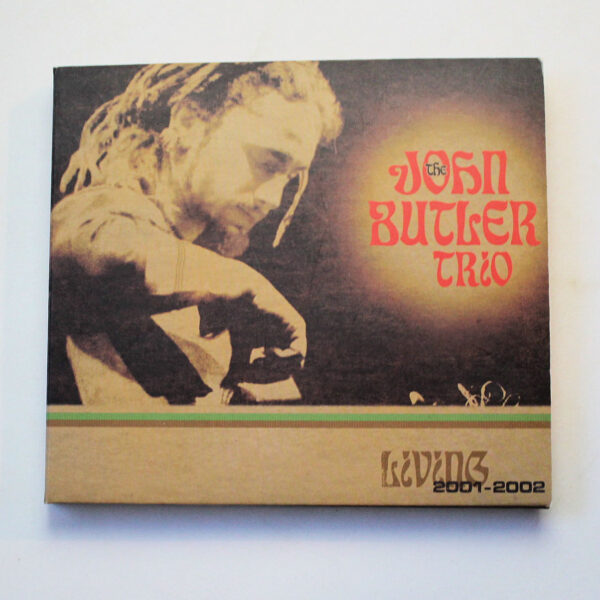 the
JOHN
BUTLER
TRiO
LiViNG
2001-2002